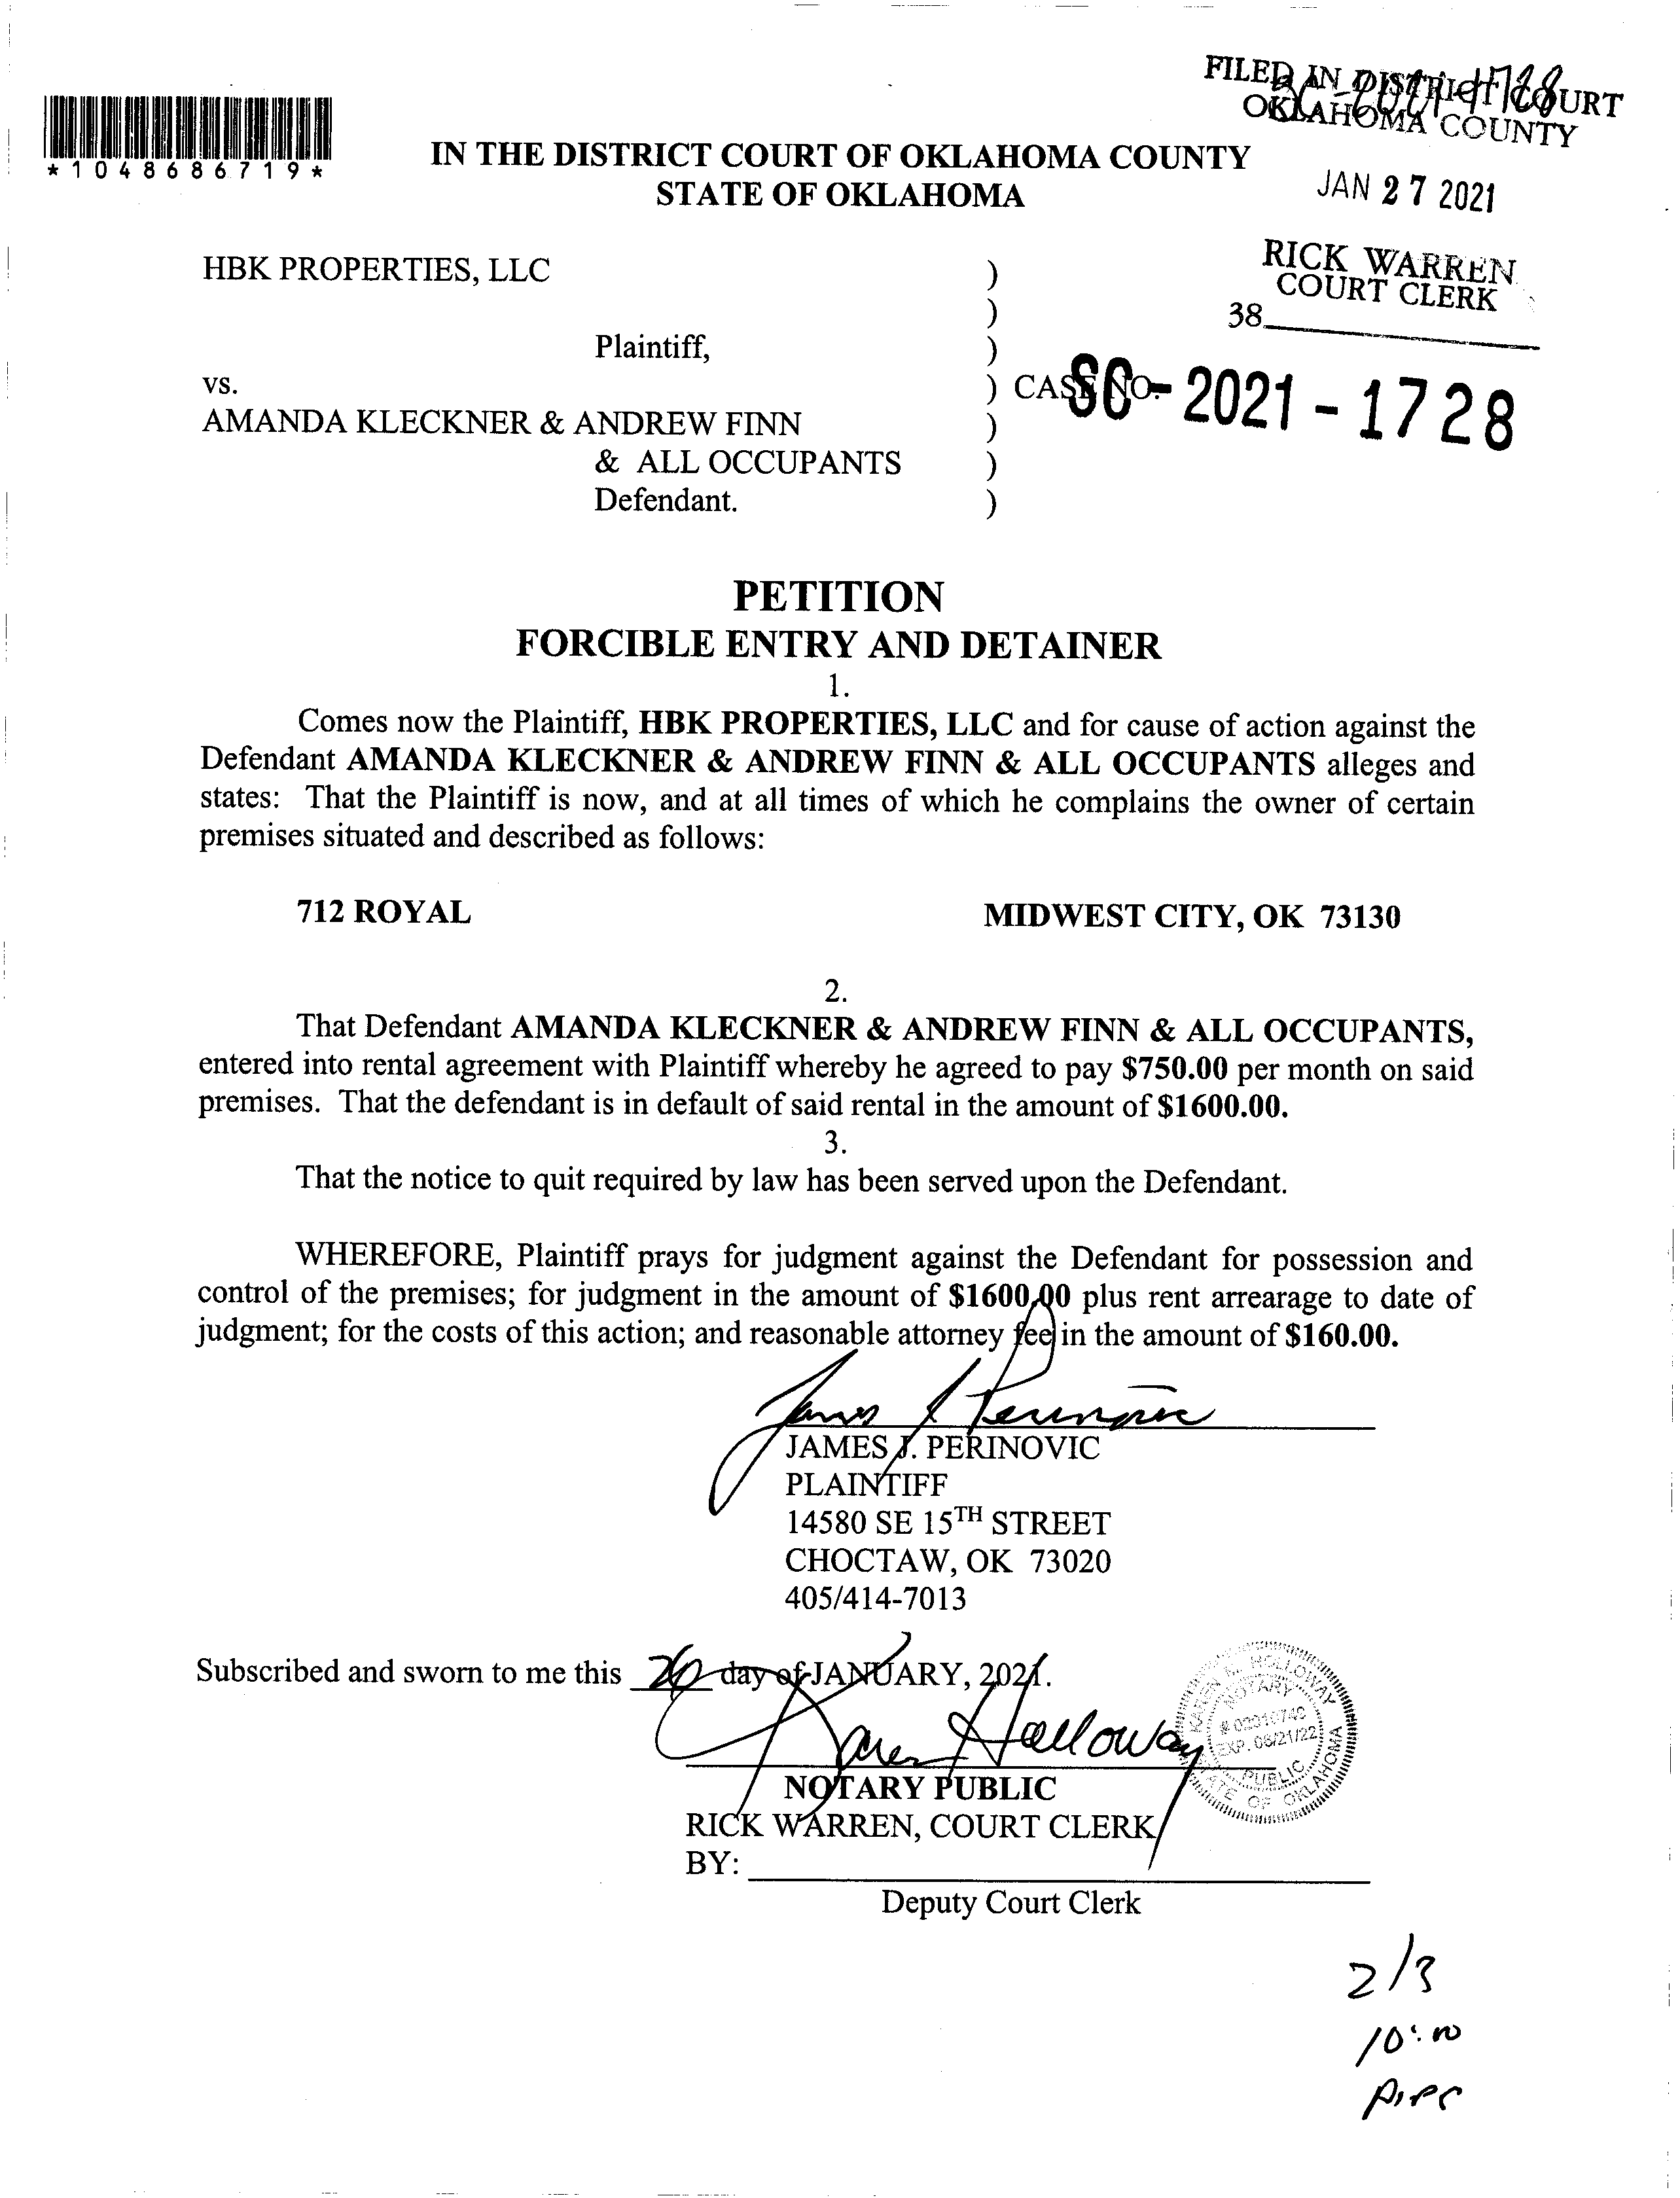 FILED IN DISTRICT COURT
OKLAHOMA COUNTY
SC-2021-1728
*1048686719*
IN THE DISTRICT COURT OF OKLAHOMA COUNTY
STATE OF OKLAHOMA
JAN 27 2021
RICK WARREN
COURT CLERK
38
HBK PROPERTIES, LLC )
)
Plaintiff, )
vs. ) CASE NO. SC-2021-1728
AMANDA KLECKNER & ANDREW FINN )
& ALL OCCUPANTS )
Defendant. )
PETITION
FORCIBLE ENTRY AND DETAINER
1.
Comes now the Plaintiff, HBK PROPERTIES, LLC and for cause of action against the
Defendant AMANDA KLECKNER & ANDREW FINN & ALL OCCUPANTS alleges and
states: That the Plaintiff is now, and at all times of which he complains the owner of certain
premises situated and described as follows:
712 ROYAL MIDWEST CITY, OK 73130
2.
That Defendant AMANDA KLECKNER & ANDREW FINN & ALL OCCUPANTS,
entered into rental agreement with Plaintiff whereby he agreed to pay $750.00 per month on said
premises. That the defendant is in default of said rental in the amount of $1600.00.
3.
That the notice to quit required by law has been served upon the Defendant.
WHEREFORE, Plaintiff prays for judgment against the Defendant for possession and
control of the premises; for judgment in the amount of $1600.00 plus rent arrearage to date of
judgment; for the costs of this action; and reasonable attorney fee in the amount of $160.00.
James J Perinovic
JAMES J. PERINOVIC
PLAINTIFF
14580 SE 15TH STREET
CHOCTAW, OK 73020
405/414-7013
Subscribed and sworn to me this 26 day of JANUARY, 2021.
Karen Holloway
KAREN HOLLOWAY
NOTARY
EXP. 06/21/22
PUBLIC
STATE OF OKLAHOMA
NOTARY PUBLIC
RICK WARREN, COURT CLERK
BY:
Deputy Court Clerk
2/3
10:00